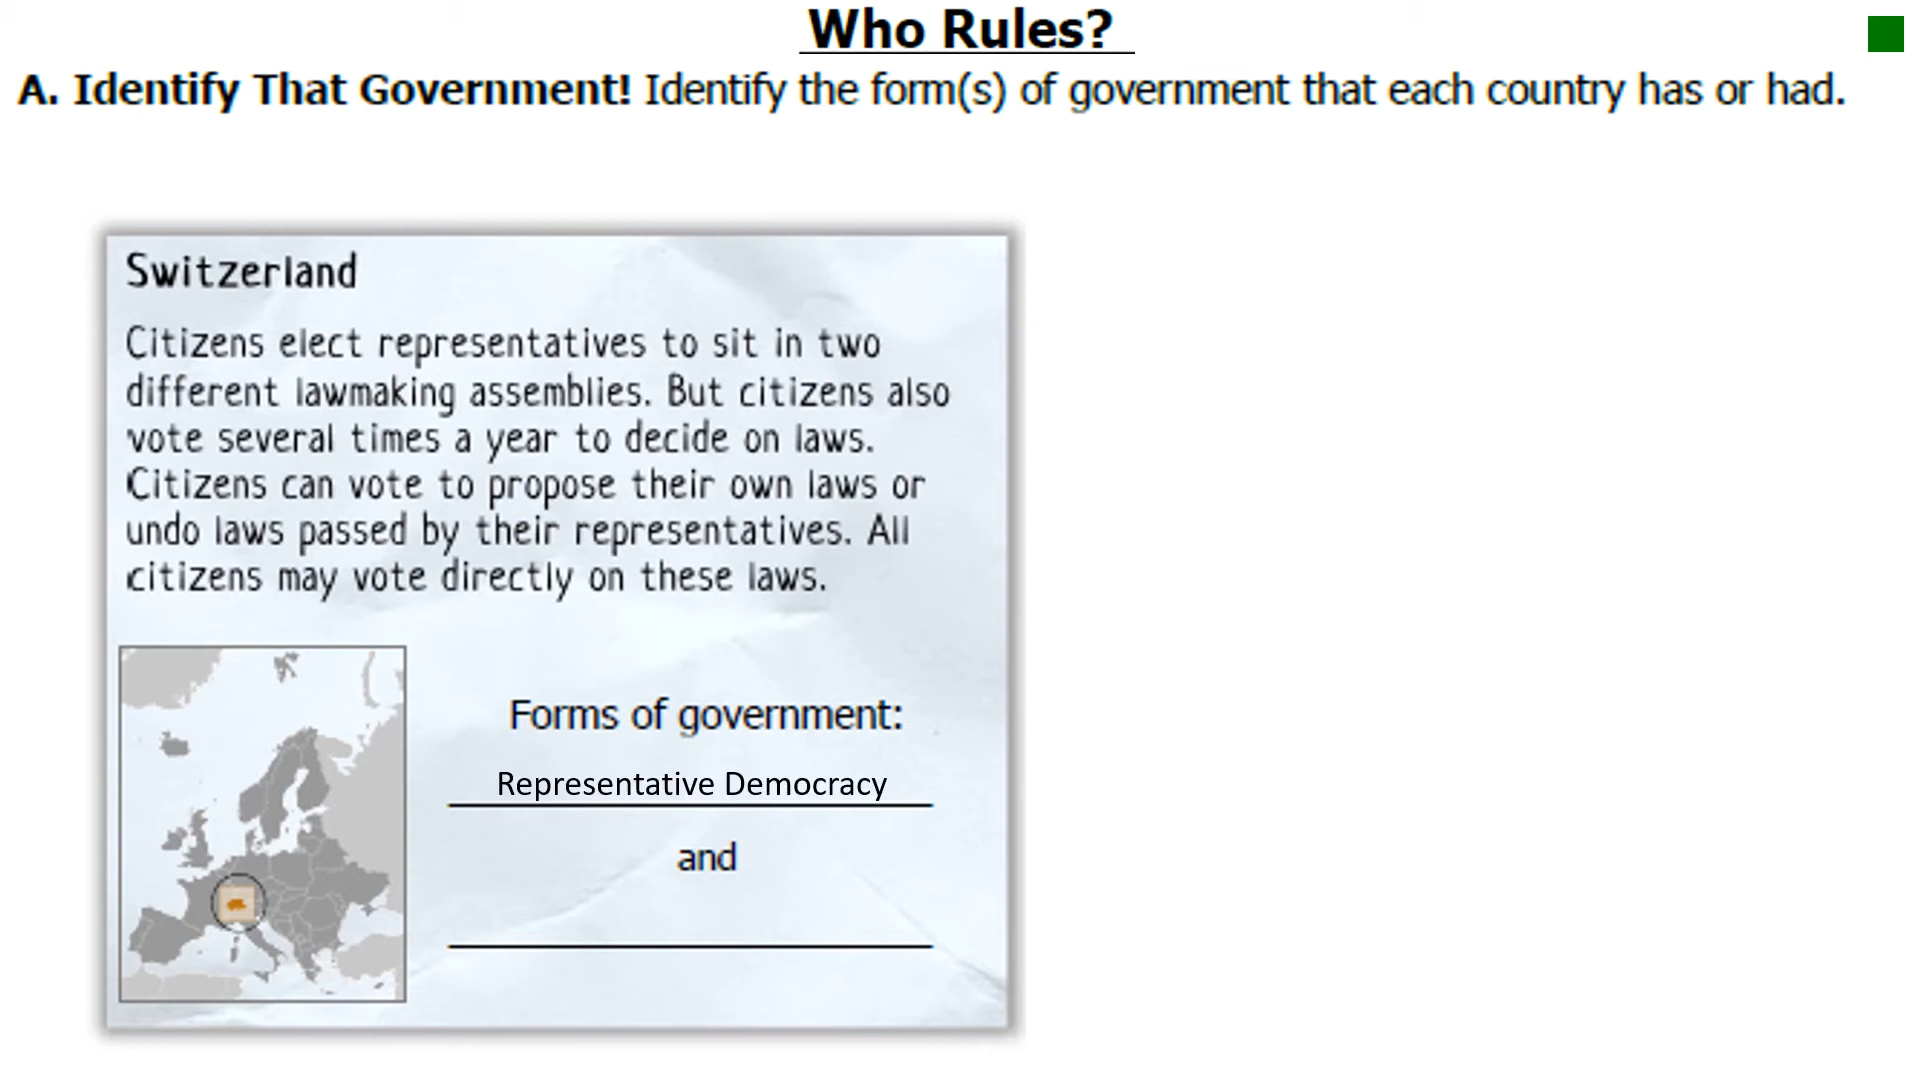 Who Rules?
A. Identify That Government! Identify the form(s) of government that each country has or had.
Switzerland
Citizens elect representatives to sit in two
different lawmaking assemblies. But citizens also
vote several times a year to decide on laws.
Citizens can vote to propose their own laws or
undo laws passed by their representatives. All
citizens may vote directly on these laws.
Forms of government:
Representative Democracy
and